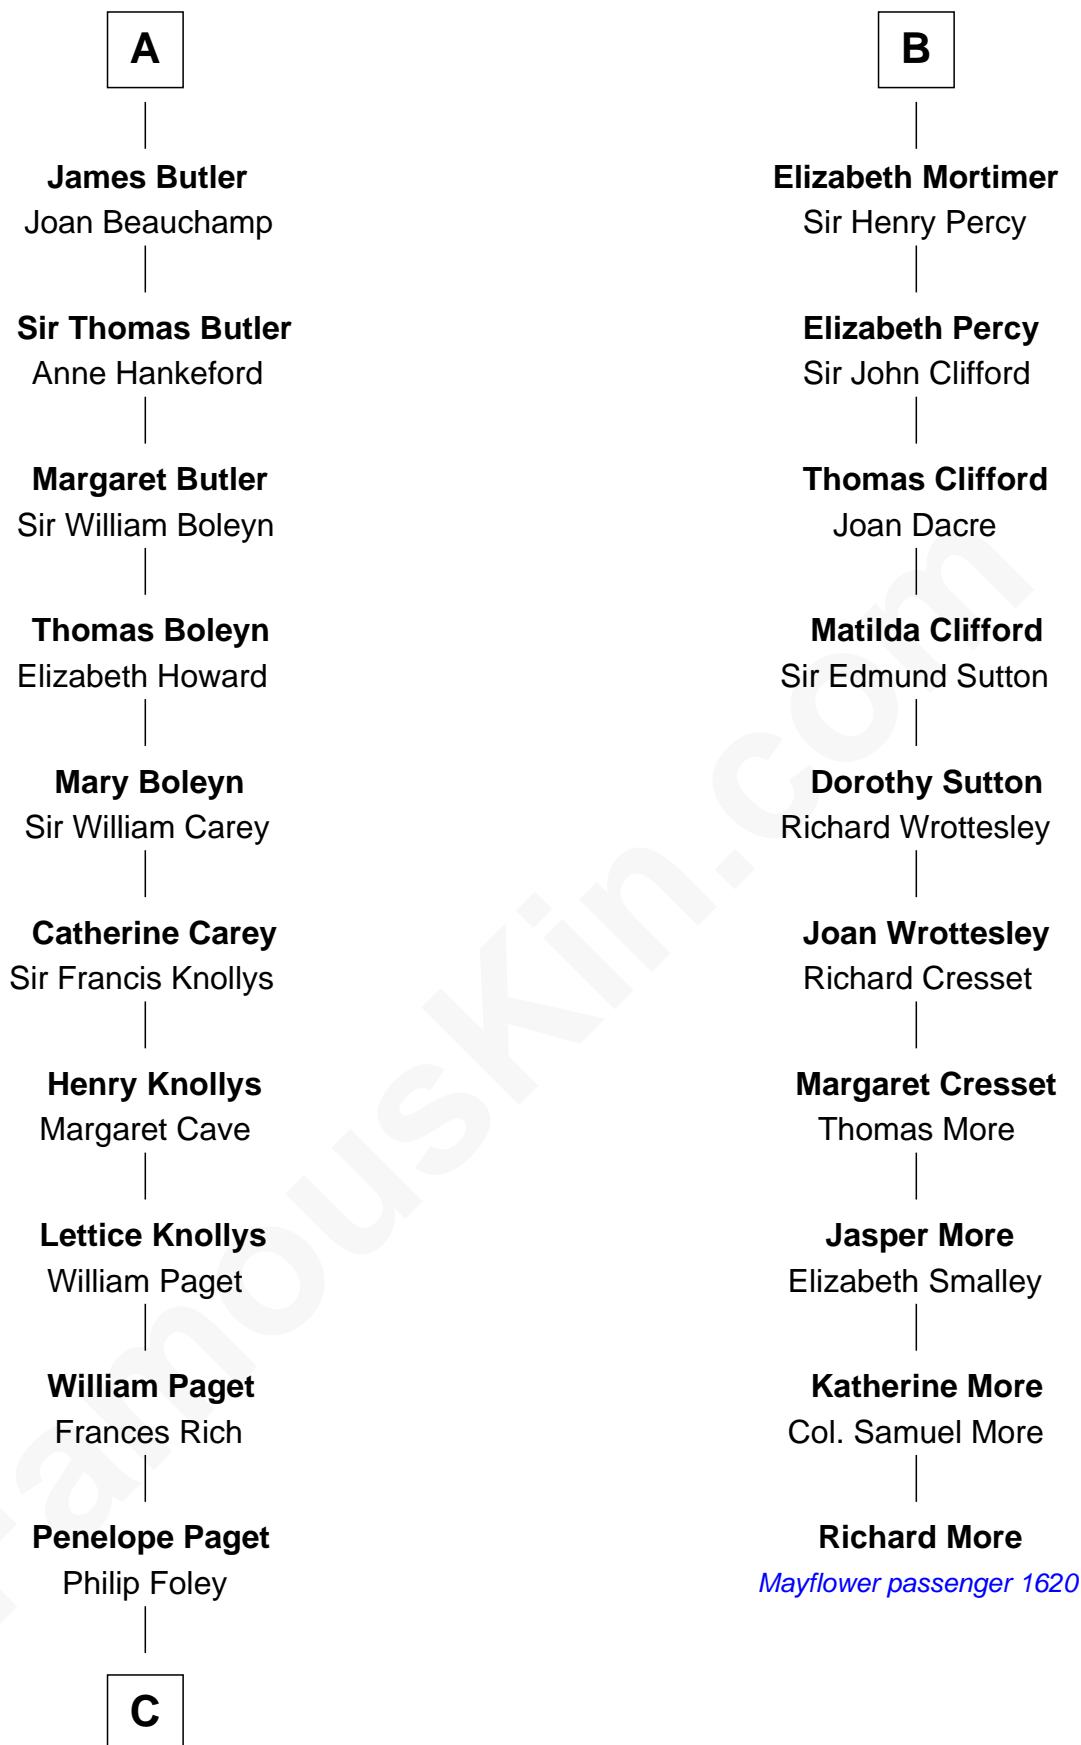 A
James Butler
Joan Beauchamp
Sir Thomas Butler
Anne Hankeford
Margaret Butler
Sir William Boleyn
Thomas Boleyn
Elizabeth Howard
Mary Boleyn
Sir William Carey
Catherine Carey
Sir Francis Knollys
Henry Knollys
Margaret Cave
Lettice Knollys
William Paget
William Paget
Frances Rich
Penelope Paget
Philip Foley
C
B
Elizabeth Mortimer
Sir Henry Percy
Elizabeth Percy
Sir John Clifford
Thomas Clifford
Joan Dacre
Matilda Clifford
Sir Edmund Sutton
Dorothy Sutton
Richard Wrottesley
Joan Wrottesley
Richard Cresset
Margaret Cresset
Thomas More
Jasper More
Elizabeth Smalley
Katherine More
Col. Samuel More
Richard More
Mayflower passenger 1620
FamousKin.com